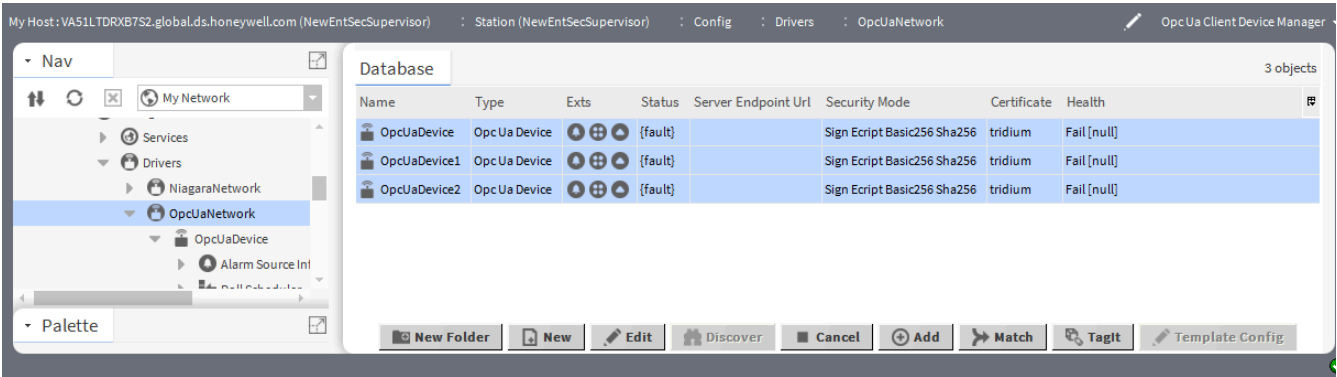 My Host : VA51LTDRXB7S2.global.ds.honeywell.com (NewEntSecSupervisor) : Station (NewEntSecSupervisor) : Config : Drivers : OpcUaNetwork Opc Ua Client Device Manager
Nav
My Network
Services
Drivers
NiagaraNetwork
OpcUaNetwork
OpcUaDevice
Alarm Source Inf
Palette
Database 3 objects
Name Type Exts Status Server Endpoint Url Security Mode Certificate Health
OpcUaDevice Opc Ua Device {fault} Sign Ecript Basic256 Sha256 tridium Fail [null]
OpcUaDevice1 Opc Ua Device {fault} Sign Ecript Basic256 Sha256 tridium Fail [null]
OpcUaDevice2 Opc Ua Device {fault} Sign Ecript Basic256 Sha256 tridium Fail [null]
New Folder New Edit Discover Cancel Add Match TagIt Template Config